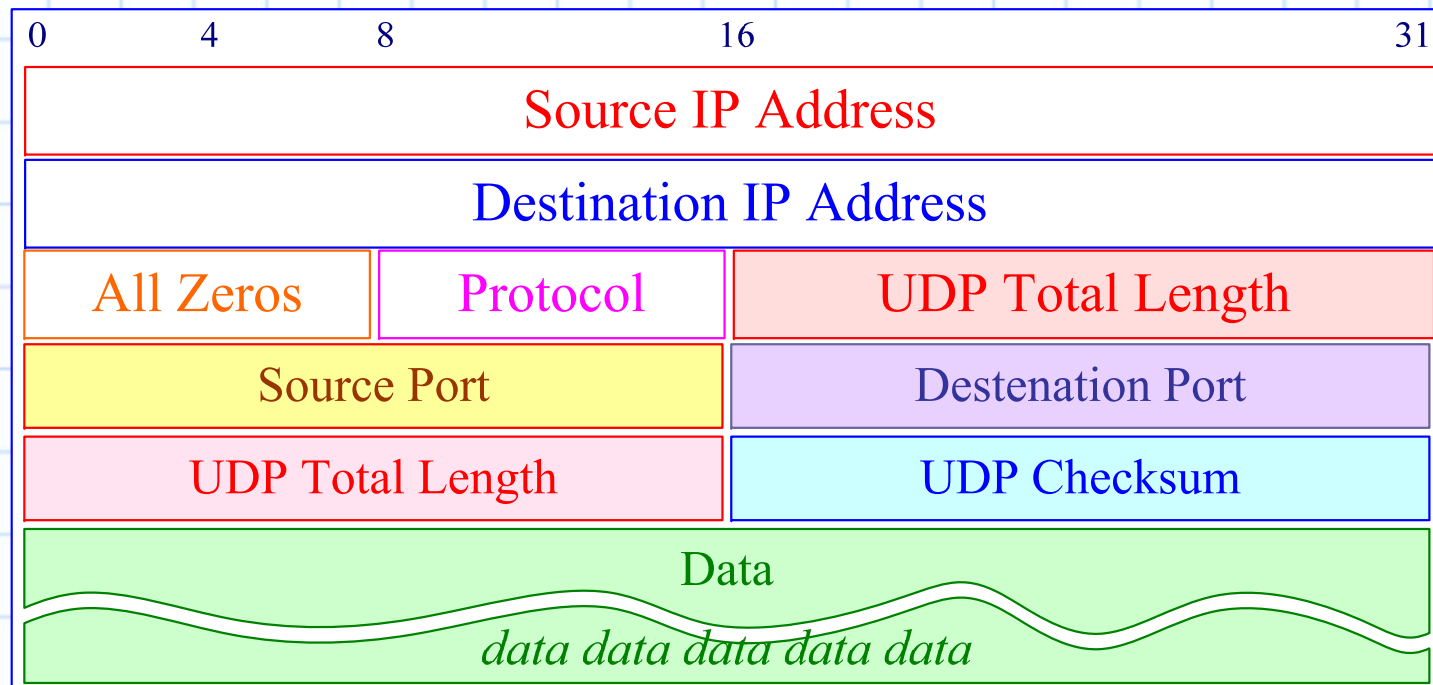 0 4 8 16 31
Source IP Address
Destination IP Address
All Zeros Protocol UDP Total Length
Source Port Destenation Port
UDP Total Length UDP Checksum
Data
data data data data data